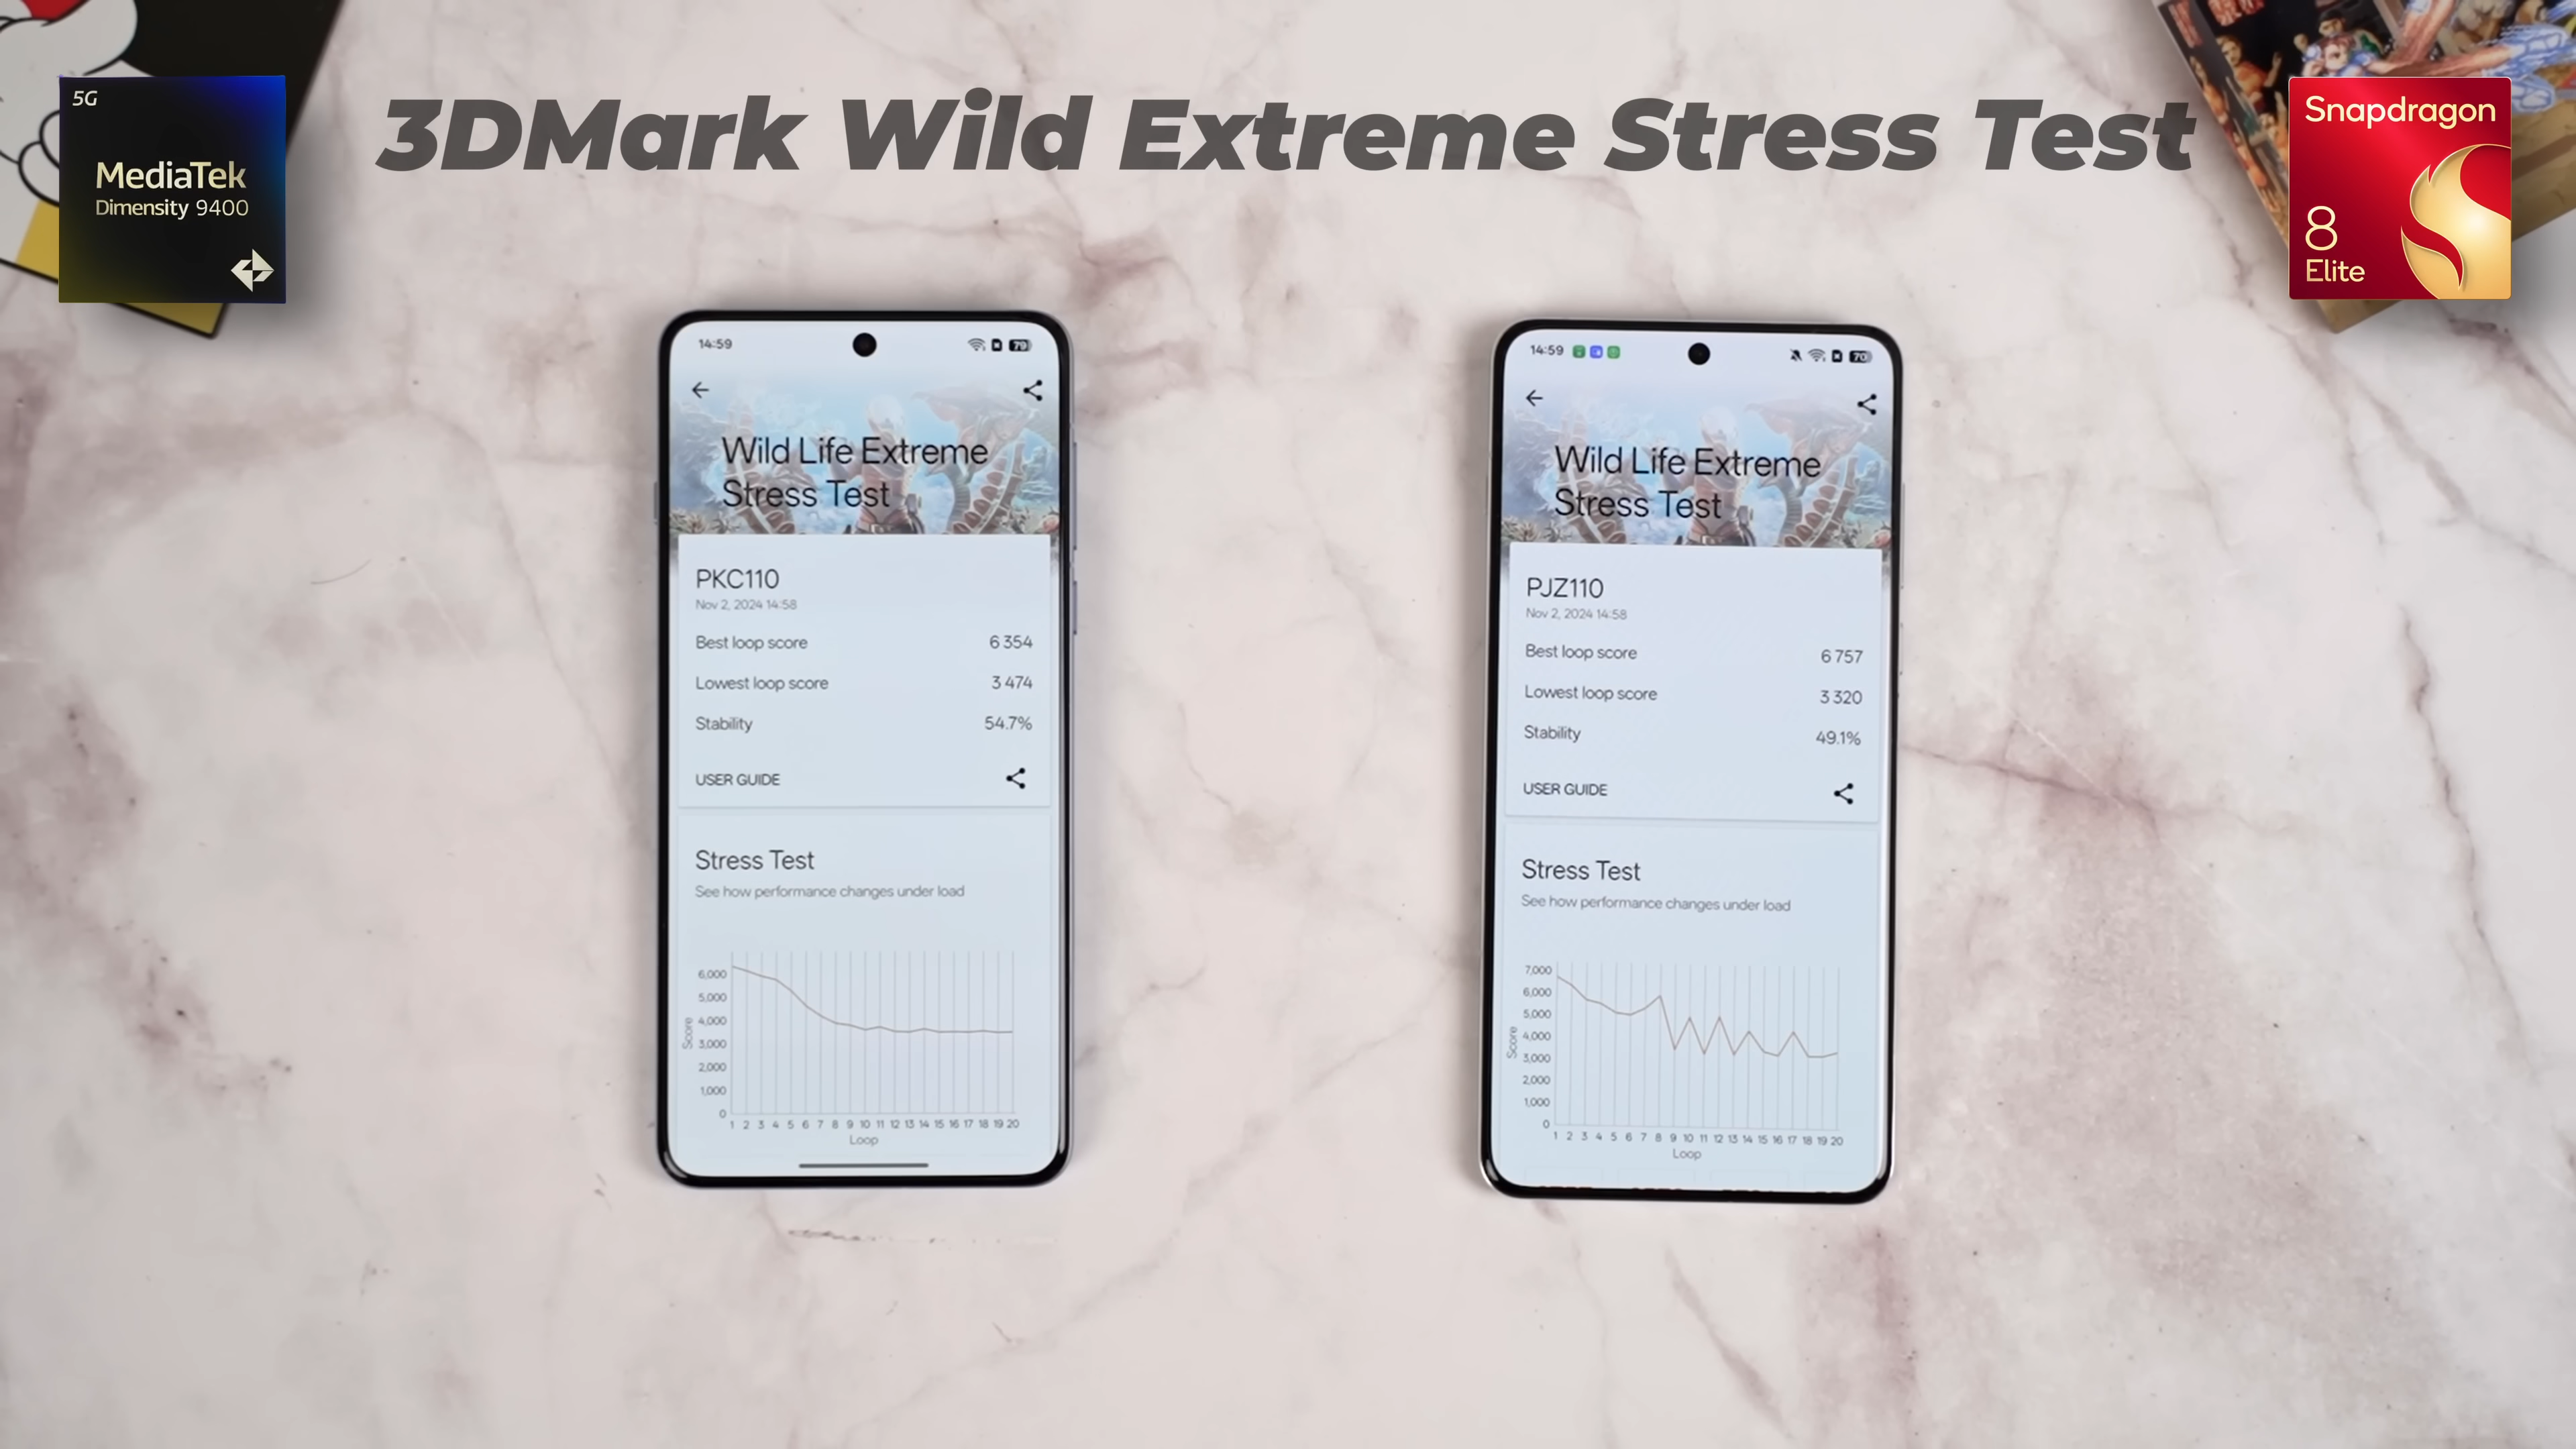 3DMark Wild Extreme Stress Test
5G
MediaTek
Dimensity 9400
Snapdragon
8
Elite
14:59
79
Wild Life Extreme
Stress Test
PKC110
Nov 2, 2024 14:58
Best loop score 6 354
Lowest loop score 3 474
Stability 54.7%
USER GUIDE
Stress Test
See how performance changes under load
Score
6,000
5,000
4,000
3,000
2,000
1,000
0
1 2 3 4 5 6 7 8 9 10 11 12 13 14 15 16 17 18 19 20
Loop
14:59
70
Wild Life Extreme
Stress Test
PJZ110
Nov 2, 2024 14:58
Best loop score 6 757
Lowest loop score 3 320
Stability 49.1%
USER GUIDE
Stress Test
See how performance changes under load
Score
7,000
6,000
5,000
4,000
3,000
2,000
1,000
0
1 2 3 4 5 6 7 8 9 10 11 12 13 14 15 16 17 18 19 20
Loop